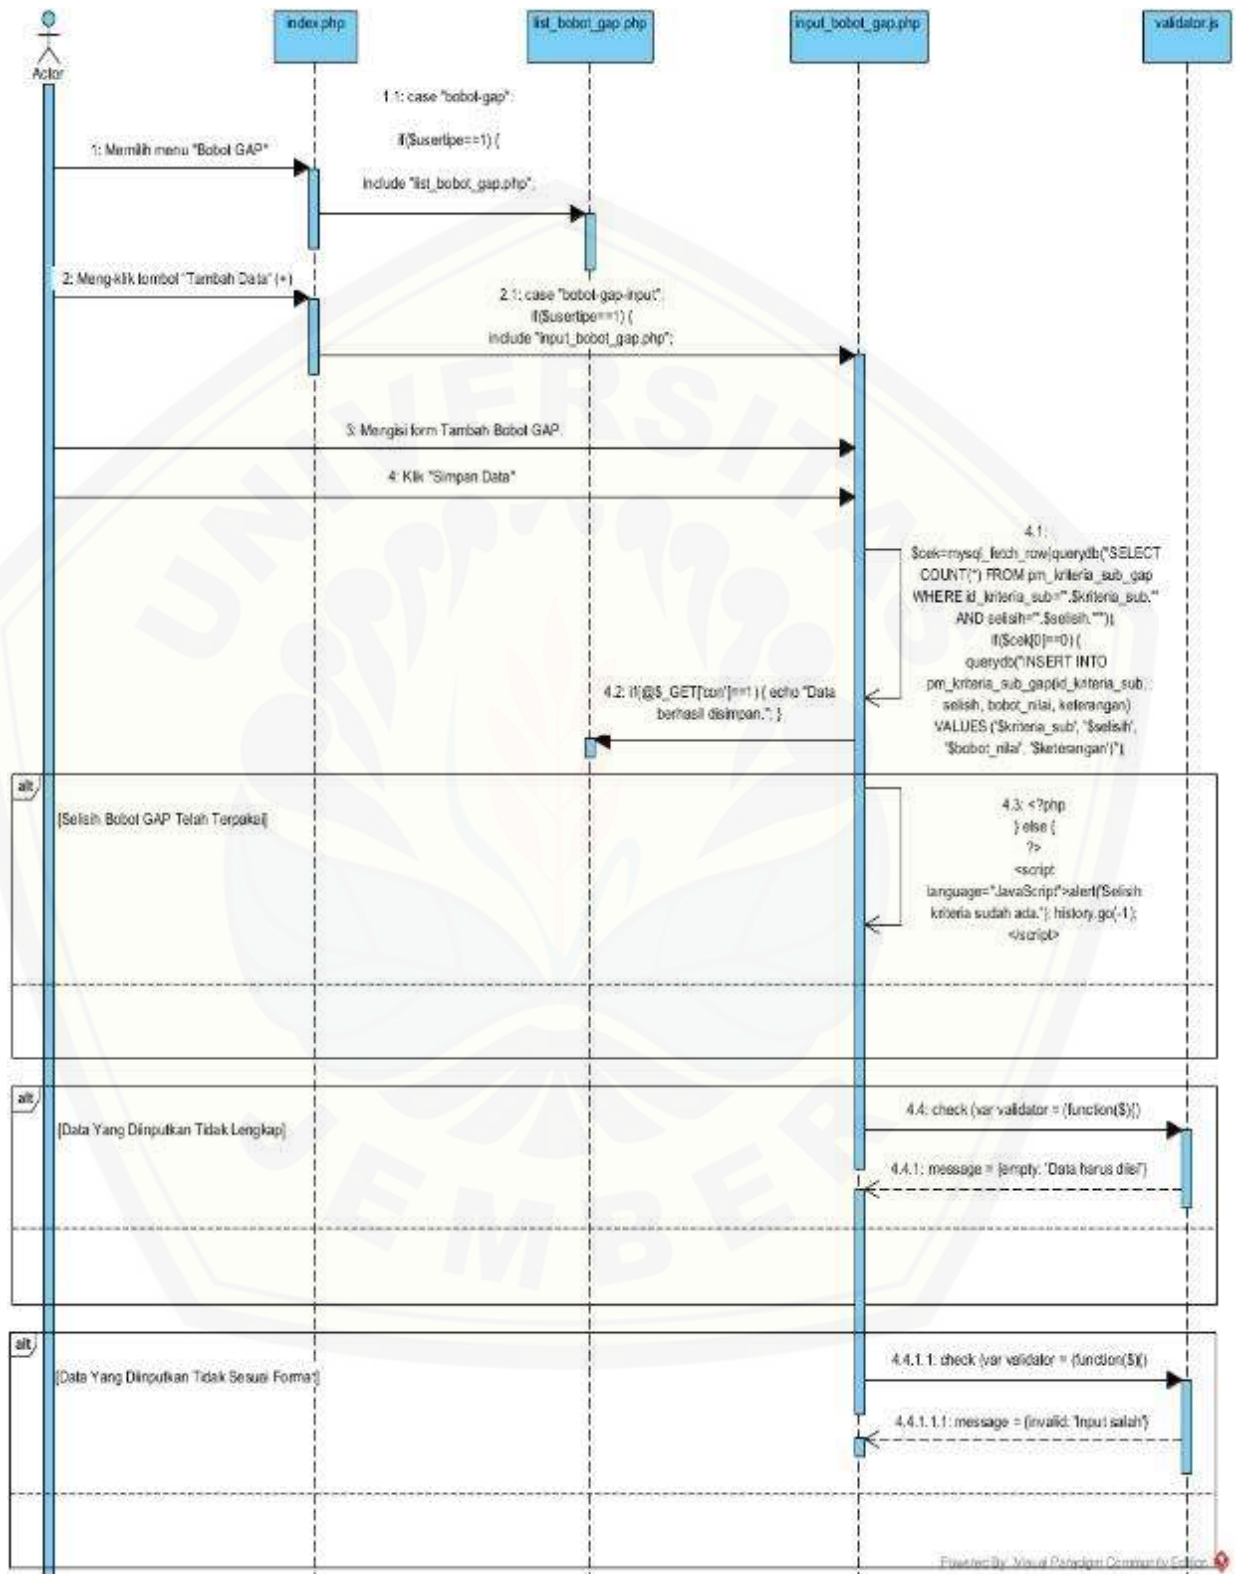 index.php
list_bobot_gap.php
input_bobot_gap.php
validator.js
Actor
1.1: case "bobot-gap":
if($usertipe==1) {
include "list_bobot_gap.php";
1: Memilih menu "Bobot GAP"
2: Meng-klik tombol "Tambah Data" (+)
2.1: case "bobot-gap-input":
if($usertipe==1) {
include "input_bobot_gap.php";
3: Mengisi form Tambah Bobot GAP.
4: Klik "Simpan Data"
4.1:
$cek=mysql_fetch_row(querydb("SELECT
COUNT(*) FROM pm_kriteria_sub_gap
WHERE id_kriteria_sub='".$kriteria_sub."'
AND selisih='".$selisih."'"));
if($cek[0]==0) {
querydb("INSERT INTO
pm_kriteria_sub_gap(id_kriteria_sub,
selisih, bobot_nilai, keterangan)
VALUES ('$kriteria_sub', '$selisih',
'$bobot_nilai', '$keterangan')");
4.2: if(@$_GET['con']==1) { echo "Data
berhasil disimpan."; }
alt
[Selisih Bobot GAP Telah Terpakai]
4.3: <?php
} else {
?>
<script
language="JavaScript">alert('Selisih
kriteria sudah ada.'); history.go(-1);
</script>
alt
[Data Yang Diinputkan Tidak Lengkap]
4.4: check (var validator = (function($){)
4.4.1: message = {empty: 'Data harus diisi'}
alt
[Data Yang Diinputkan Tidak Sesuai Format]
4.4.1.1: check (var validator = (function($){)
4.4.1.1.1: message = {invalid: 'Input salah'}
UNIVERSITAS
JEMBER
Powered By Visual Paradigm Community Edition